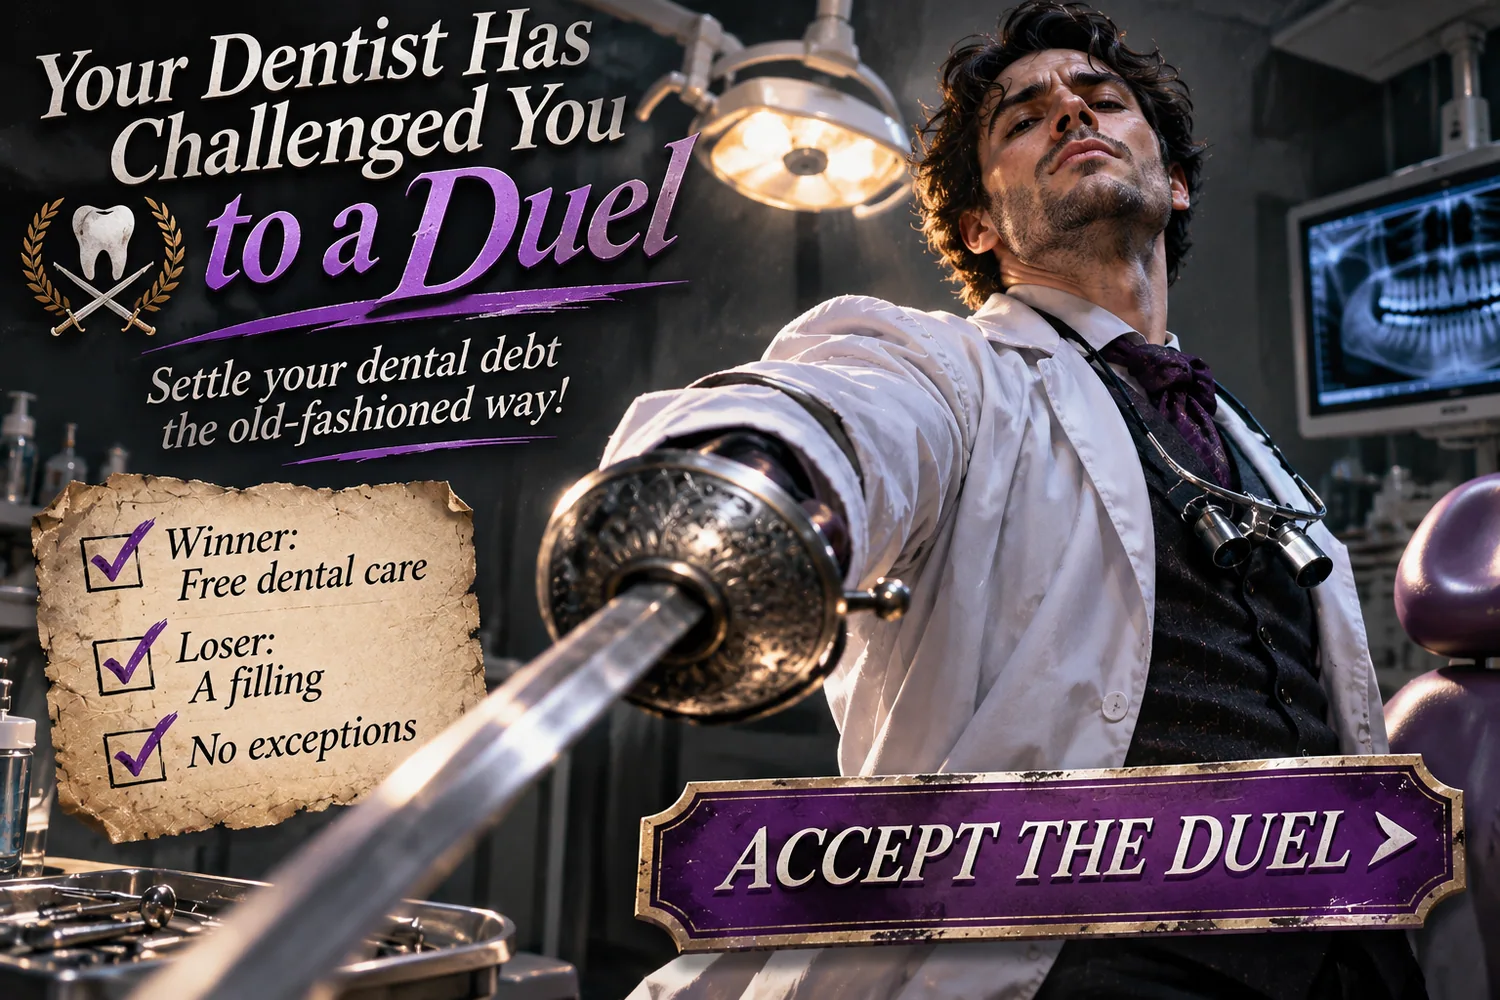 Your Dentist Has
Challenged You
to a Duel
Settle your dental debt
the old-fashioned way!
Winner:
Free dental care
Loser:
A filling
No exceptions
ACCEPT THE DUEL >